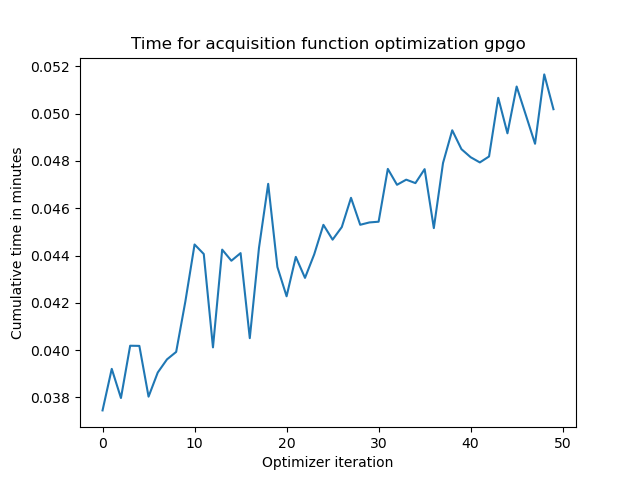 Time for acquisition function optimization gpgo
0.052
0.050
0.048
0.046
0.044
0.042
0.040
0.038
Cumulative time in minutes
0 10 20 30 40 50
Optimizer iteration